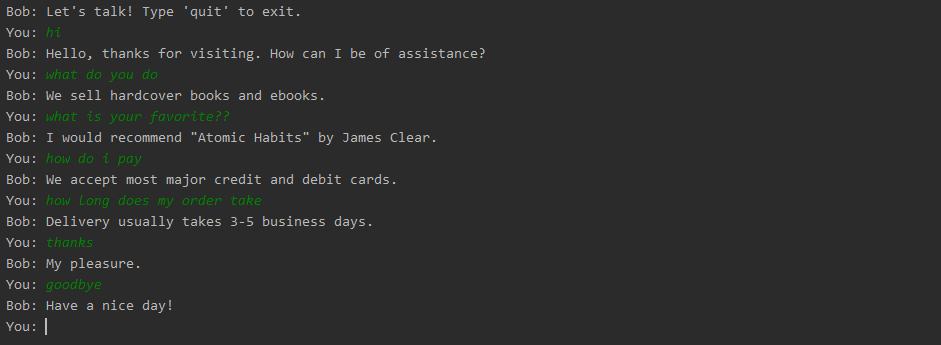 Bob: Let's talk! Type 'quit' to exit.
You: hi
Bob: Hello, thanks for visiting. How can I be of assistance?
You: what do you do
Bob: We sell hardcover books and ebooks.
You: what is your favorite??
Bob: I would recommend "Atomic Habits" by James Clear.
You: how do i pay
Bob: We accept most major credit and debit cards.
You: how long does my order take
Bob: Delivery usually takes 3-5 business days.
You: thanks
Bob: My pleasure.
You: goodbye
Bob: Have a nice day!
You: